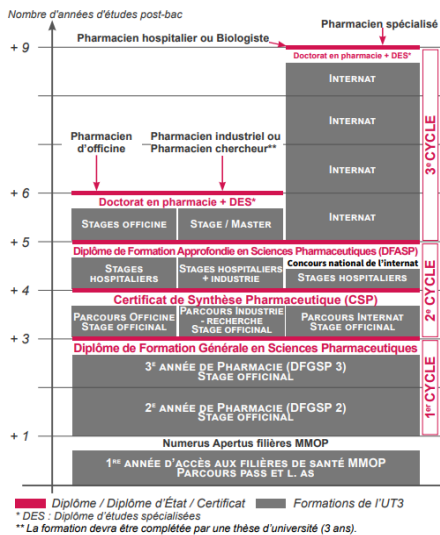 Nombre d'années d'études post-bac
Pharmacien spécialisé
Pharmacien hospitalier ou Biologiste
+ 9
Doctorat en pharmacie + DES*
INTERNAT
INTERNAT
INTERNAT
INTERNAT
3e CYCLE
Pharmacien
d'officine
Pharmacien industriel ou
Pharmacien chercheur**
+ 6
Doctorat en pharmacie + DES*
STAGES OFFICINE
STAGE / MASTER
+ 5
Diplôme de Formation Approfondie en Sciences Pharmaceutiques (DFASP)
STAGES
HOSPITALIERS
STAGES HOSPITALIERS
+ INDUSTRIE
Concours national de l'internat
STAGES HOSPITALIERS
2e CYCLE
+ 4
Certificat de Synthèse Pharmaceutique (CSP)
PARCOURS OFFICINE
STAGE OFFICINAL
PARCOURS INDUSTRIE
- RECHERCHE
STAGE OFFICINAL
PARCOURS INTERNAT
STAGE OFFICINAL
+ 3
Diplôme de Formation Générale en Sciences Pharmaceutiques
3E ANNÉE DE PHARMACIE (DFGSP 3)
STAGE OFFICINAL
2E ANNÉE DE PHARMACIE (DFGSP 2)
STAGE OFFICINAL
1er CYCLE
+ 1
Numerus Apertus filières MMOP
1RE ANNÉE D'ACCÈS AUX FILIÈRES DE SANTÉ MMOP
PARCOURS PASS ET L. AS
Diplôme / Diplôme d'État / Certificat
Formations de l'UT3
* DES : Diplôme d'études spécialisées
** La formation devra être complétée par une thèse d'université (3 ans).